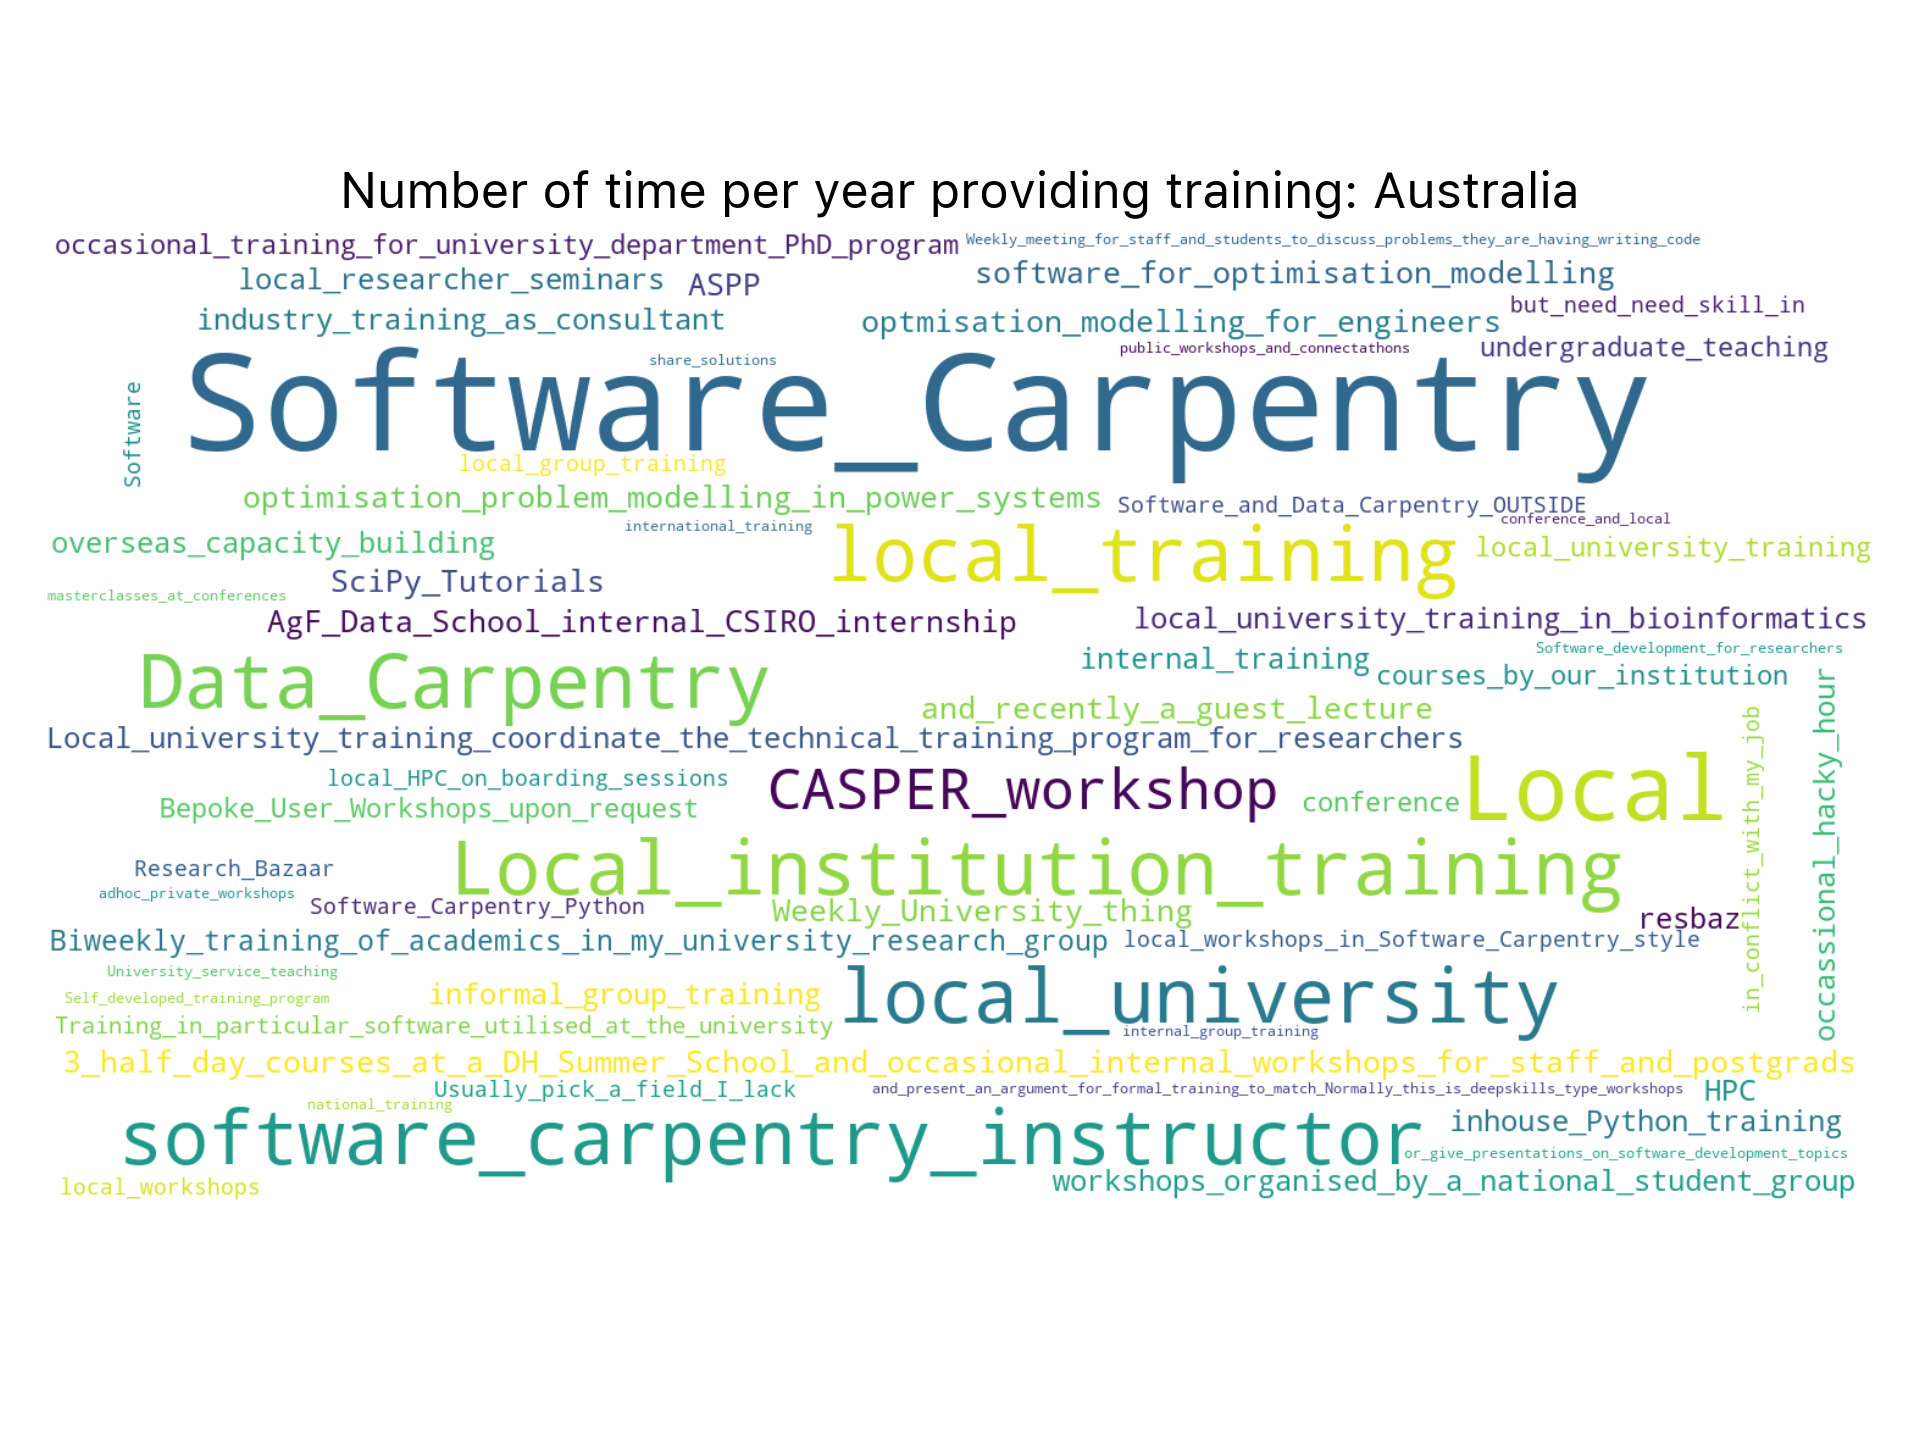 Number of time per year providing training: Australia
occasional_training_for_university_department_PhD_program
Weekly_meeting_for_staff_and_students_to_discuss_problems_they_are_having_writing_code
local_researcher_seminars
ASPP
software_for_optimisation_modelling
but_need_need_skill_in
industry_training_as_consultant
optmisation_modelling_for_engineers
public_workshops_and_connectathons
undergraduate_teaching
share_solutions
Software_Carpentry
Software
local_group_training
optimisation_problem_modelling_in_power_systems
Software_and_Data_Carpentry_OUTSIDE
international_training
conference_and_local
overseas_capacity_building
local_training
local_university_training
SciPy_Tutorials
masterclasses_at_conferences
AgF_Data_School_internal_CSIRO_internship
local_university_training_in_bioinformatics
Software_development_for_researchers
internal_training
courses_by_our_institution
Data_Carpentry
and_recently_a_guest_lecture
Local_university_training_coordinate_the_technical_training_program_for_researchers
local_HPC_on_boarding_sessions
CASPER_workshop
Local
conference
Bepoke_User_Workshops_upon_request
in_conflict_with_my_job
occassional_hacky_hour
Research_Bazaar
Local_institution_training
adhoc_private_workshops
Software_Carpentry_Python
Weekly_University_thing
resbaz
Biweekly_training_of_academics_in_my_university_research_group
local_workshops_in_Software_Carpentry_style
University_service_teaching
Self_developed_training_program
informal_group_training
local_university
Training_in_particular_software_utilised_at_the_university
internal_group_training
3_half_day_courses_at_a_DH_Summer_School_and_occasional_internal_workshops_for_staff_and_postgrads
Usually_pick_a_field_I_lack
and_present_an_argument_for_formal_training_to_match_Normally_this_is_deepskills_type_workshops
HPC
national_training
software_carpentry_instructor
inhouse_Python_training
or_give_presentations_on_software_development_topics
local_workshops
workshops_organised_by_a_national_student_group